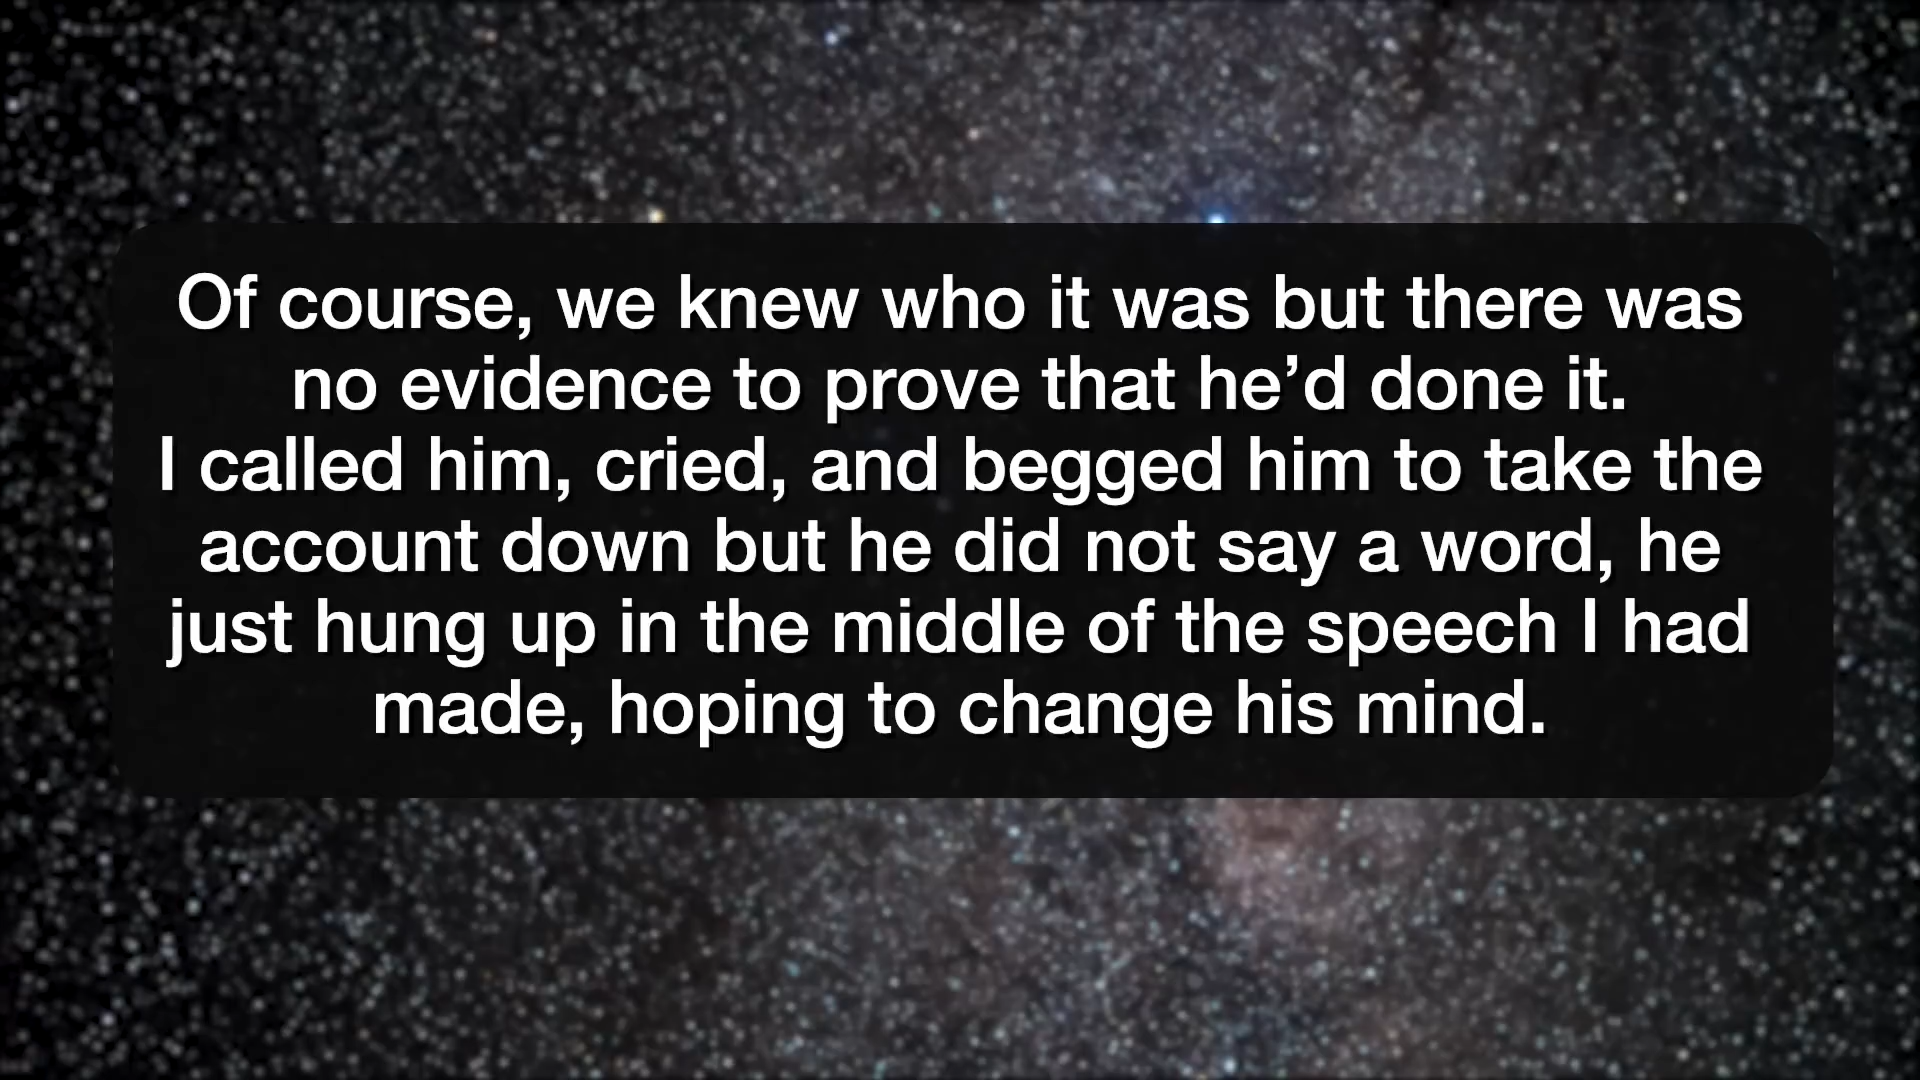 Of course, we knew who it was but there was
no evidence to prove that he’d done it.
I called him, cried, and begged him to take the
account down but he did not say a word, he
just hung up in the middle of the speech I had
made, hoping to change his mind.